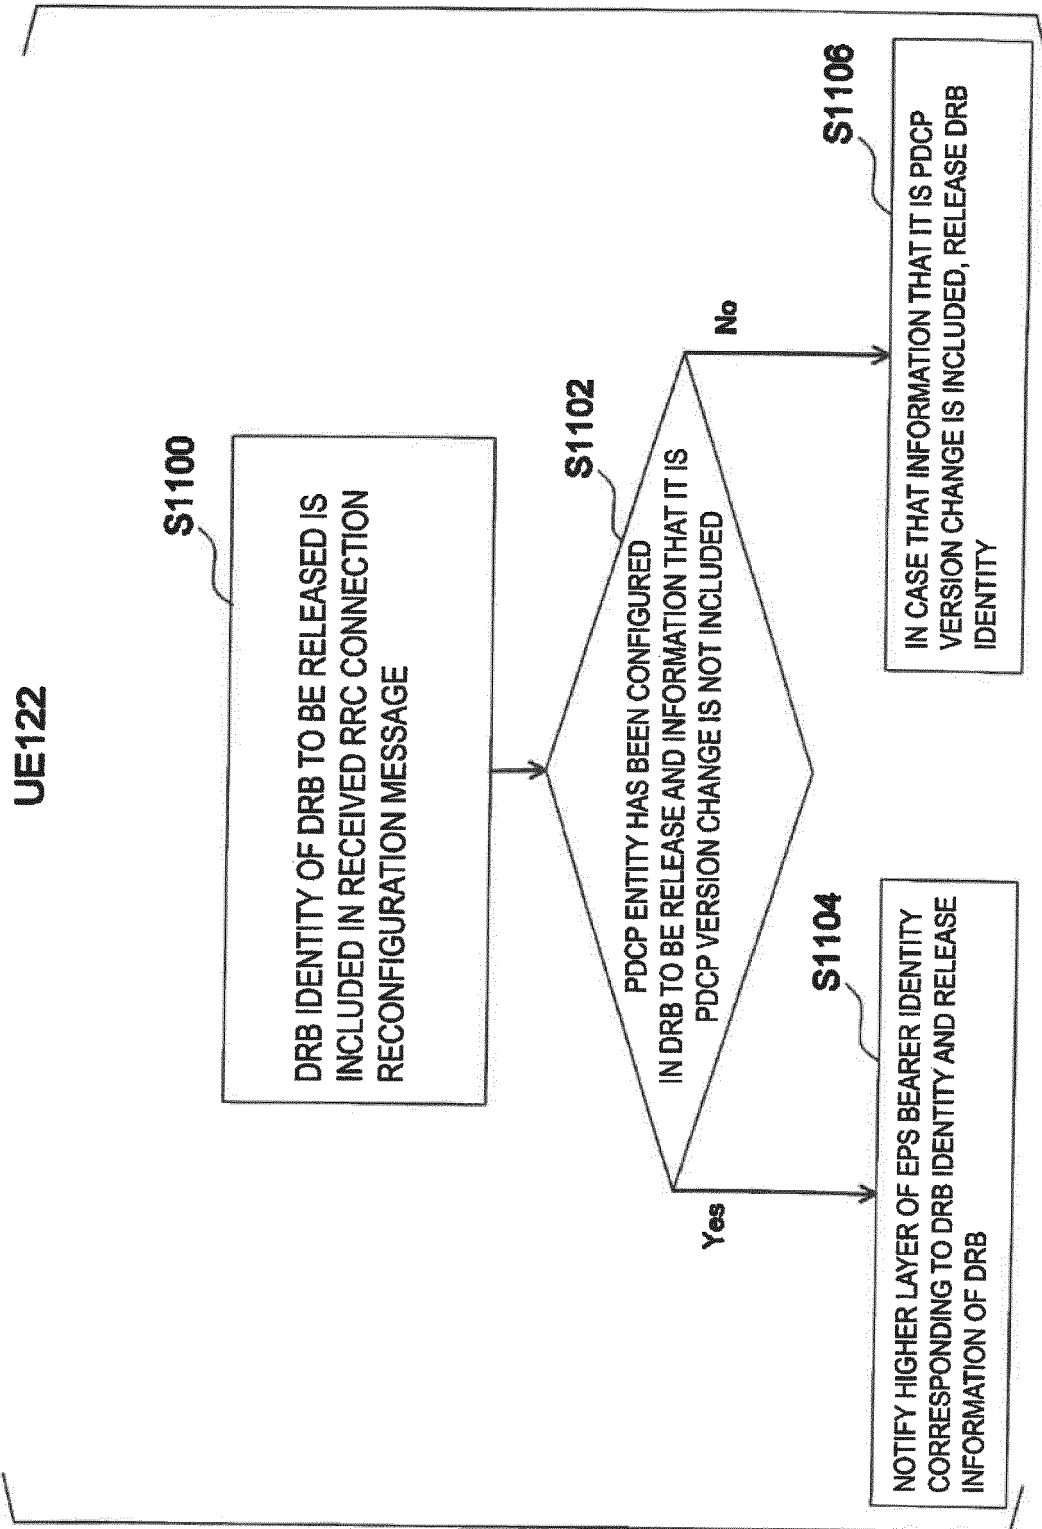 UE122
S1100
DRB IDENTITY OF DRB TO BE RELEASED IS
INCLUDED IN RECEIVED RRC CONNECTION
RECONFIGURATION MESSAGE
S1102
PDCP ENTITY HAS BEEN CONFIGURED
IN DRB TO BE RELEASE AND INFORMATION THAT IT IS
PDCP VERSION CHANGE IS NOT INCLUDED
Yes
No
S1104
NOTIFY HIGHER LAYER OF EPS BEARER IDENTITY
CORRESPONDING TO DRB IDENTITY AND RELEASE
INFORMATION OF DRB
S1106
IN CASE THAT INFORMATION THAT IT IS PDCP
VERSION CHANGE IS INCLUDED, RELEASE DRB
IDENTITY